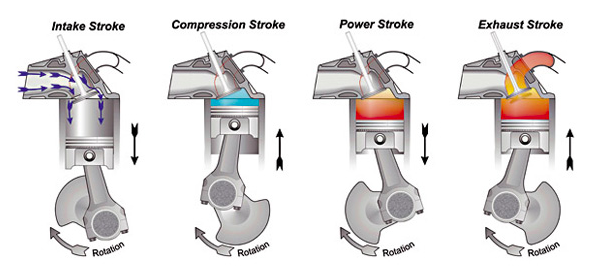 Intake Stroke
Compression Stroke
Power Stroke
Exhaust Stroke
Rotation
Rotation
Rotation
Rotation